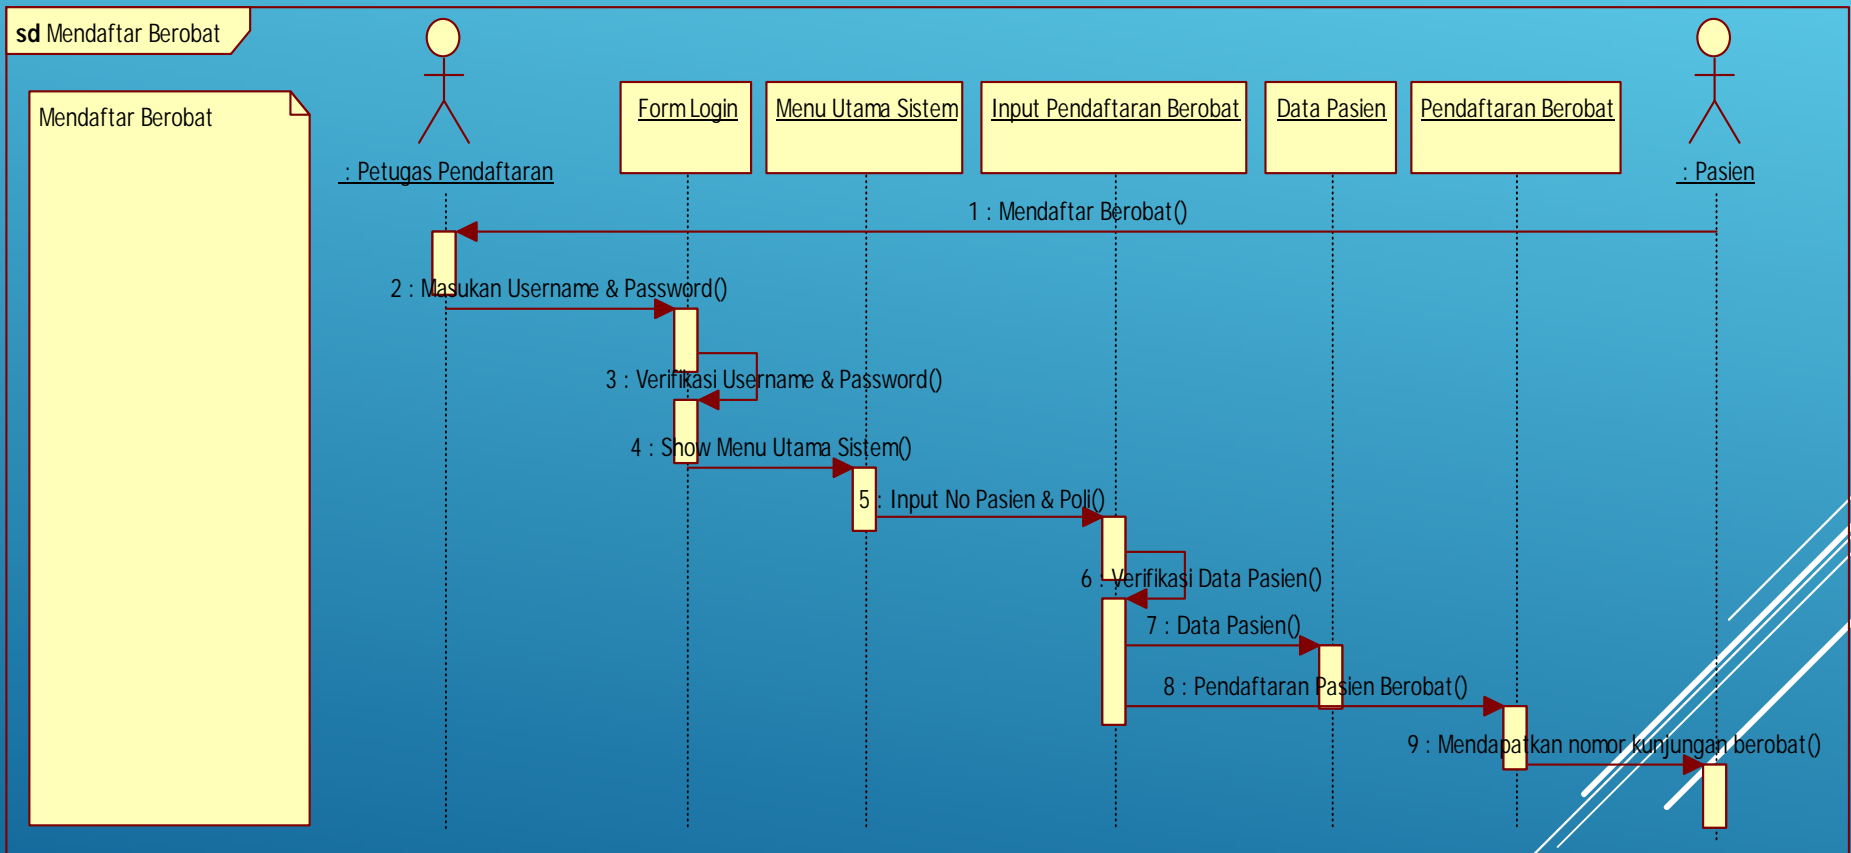 sd Mendaftar Berobat
Mendaftar Berobat
: Petugas Pendaftaran
Form Login
Menu Utama Sistem
Input Pendaftaran Berobat
Data Pasien
Pendaftaran Berobat
: Pasien
1 : Mendaftar Berobat()
2 : Masukan Username & Password()
3 : Verifikasi Username & Password()
4 : Show Menu Utama Sistem()
5 : Input No Pasien & Poli()
6 : Verifikasi Data Pasien()
7 : Data Pasien()
8 : Pendaftaran Pasien Berobat()
9 : Mendapatkan nomor kunjungan berobat()